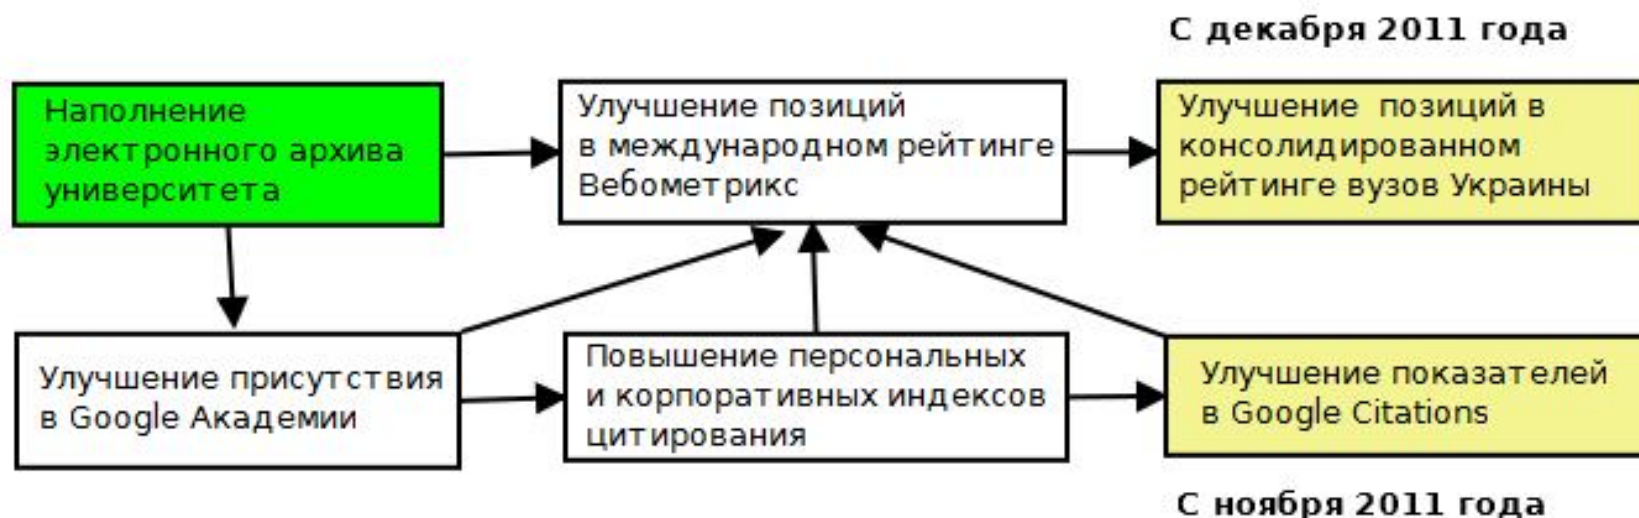 С декабря 2011 года
Наполнение
электронного архива
университета
Улучшение позиций
в международном рейтинге
Вебометрикс
Улучшение позиций в
консолидированном
рейтинге вузов Украины
Улучшение присутствия
в Google Академии
Повышение персональных
и корпоративных индексов
цитирования
Улучшение показателей
в Google Citations
С ноября 2011 года